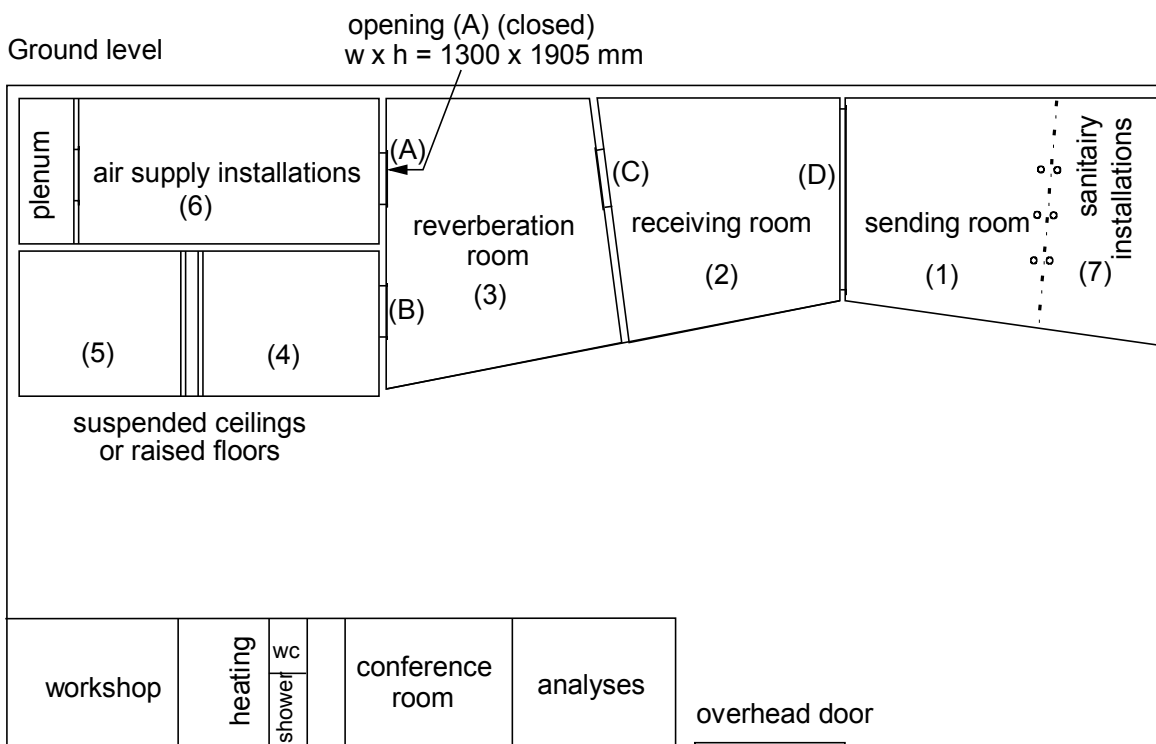 Ground level
opening (A) (closed)
w x h = 1300 x 1905 mm
plenum
air supply installations
(6)
(A)
reverberation
room
(3)
(C)
receiving room
(2)
(D)
sending room
(1)
sanitairy
installations
(7)
(B)
(5)
(4)
suspended ceilings
or raised floors
workshop
heating
wc
shower
conference
room
analyses
overhead door